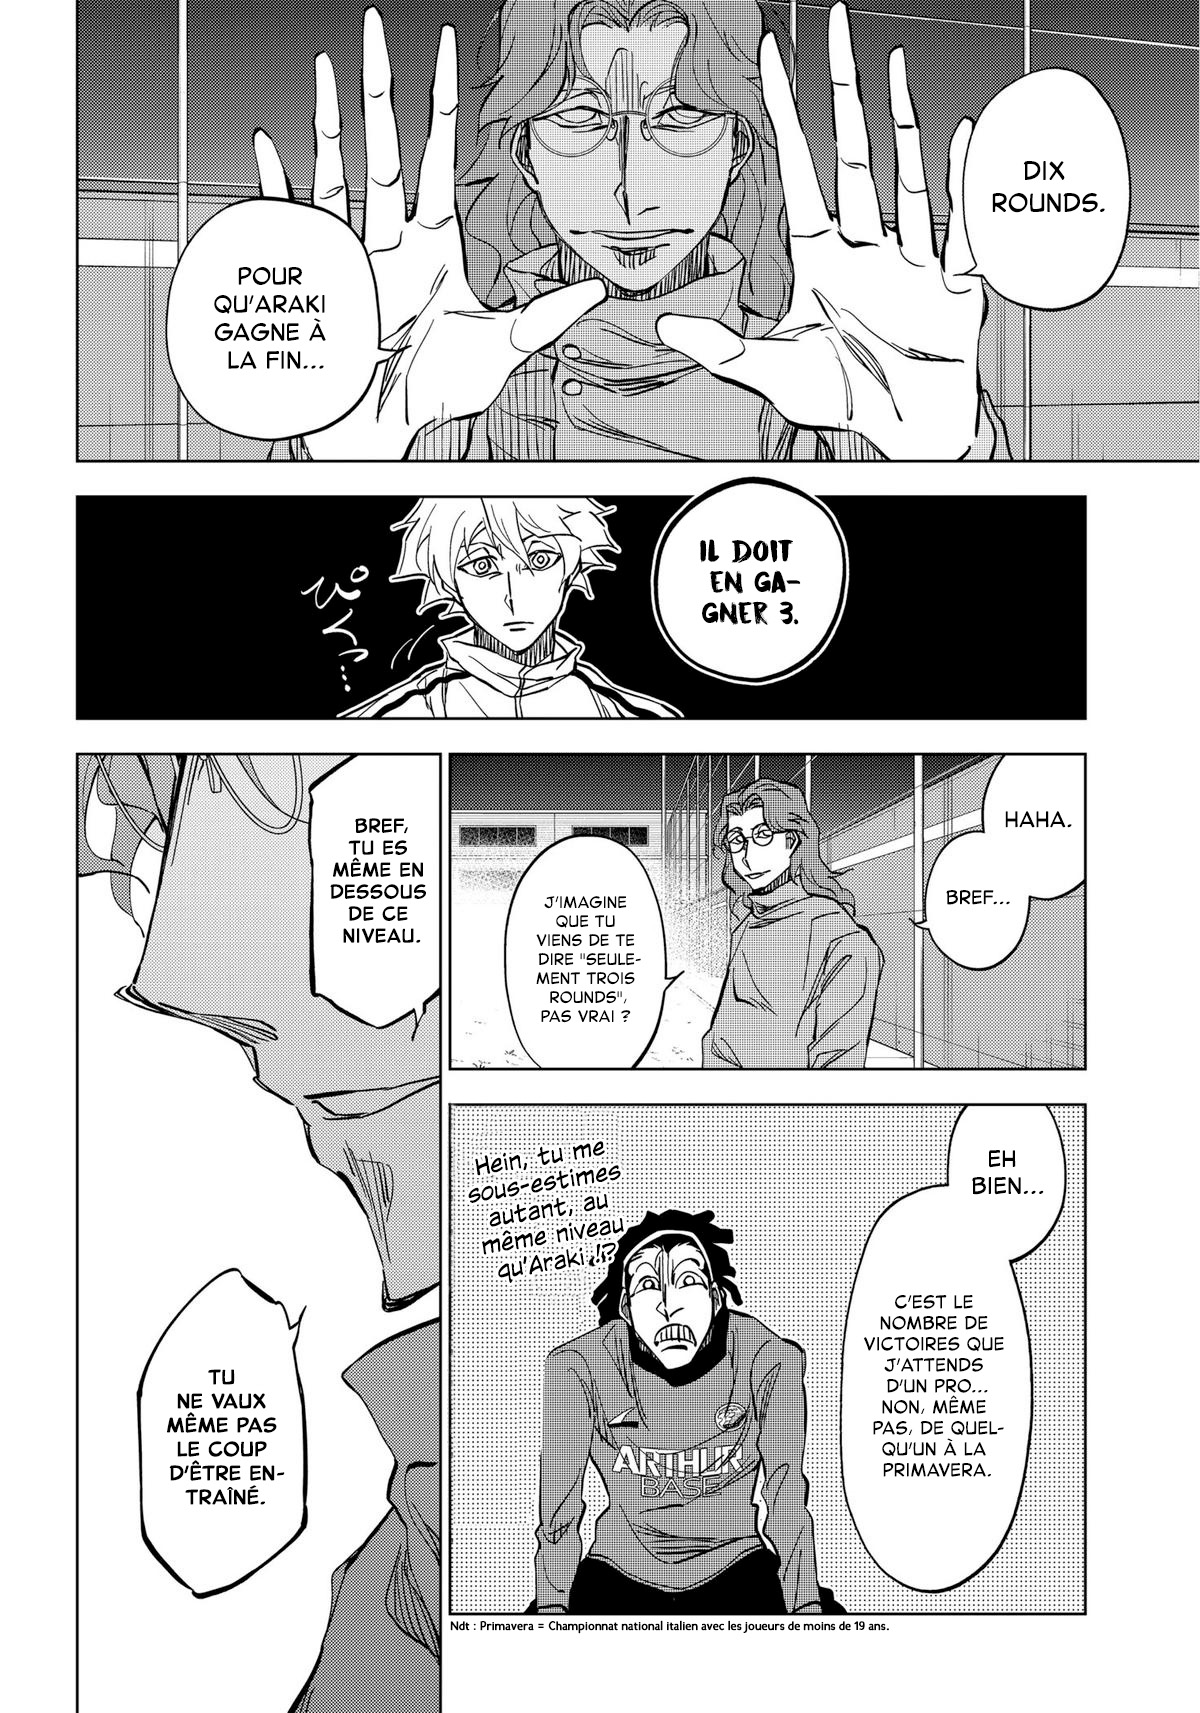 DIX
ROUNDS.
POUR
QU'ARAKI
GAGNE À
LA FIN...
IL DOIT
EN GA-
GNER 3.
ぴくっ…
HAHA.
BREF...
J'IMAGINE
QUE TU
VIENS DE TE
DIRE "SEULE-
MENT TROIS
ROUNDS",
PAS VRAI ?
EH
BIEN...
C'EST LE
NOMBRE DE
VICTOIRES QUE
J'ATTENDS
D'UN PRO...
NON, MÊME
PAS, DE QUEL-
QU'UN À LA
PRIMAVERA.
Hein, tu me
sous-estimes
autant, au
même niveau
qu'Araki !?
ARTHUR
BASE
Ndt : Primavera = Championnat national italien avec les joueurs de moins de 19 ans.
BREF,
TU ES
MÊME EN
DESSOUS
DE CE
NIVEAU.
TU
NE VAUX
MÊME PAS
LE COUP
D'ÊTRE EN-
TRAÎNÉ.